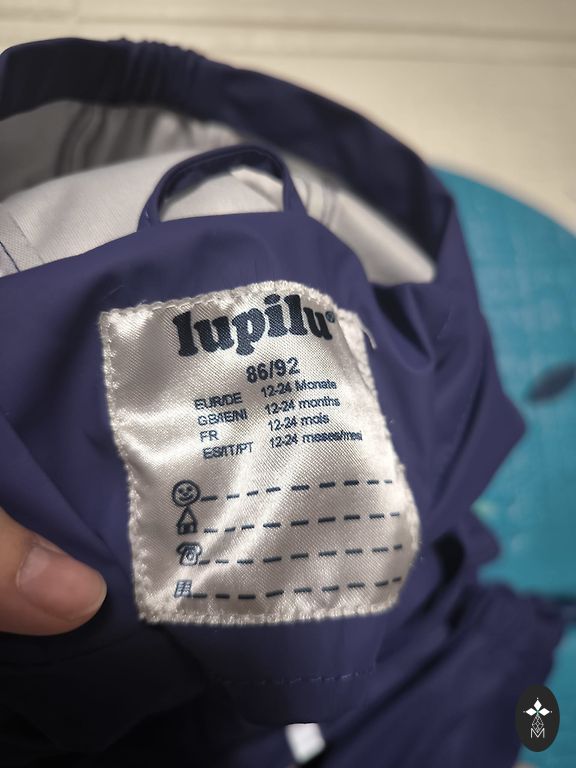 lupilu®
86/92
EUR/DE 12-24 Monate
GB/IE/NI 12-24 months
FR 12-24 mois
ES/IT/PT 12-24 meses/mesi
M